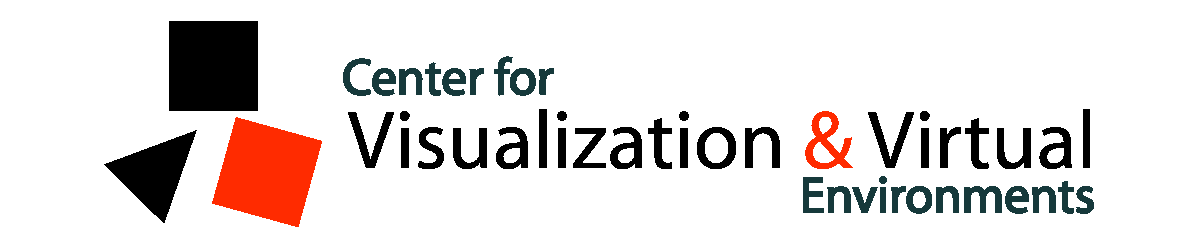 Center for
Visualization & Virtual
Environments